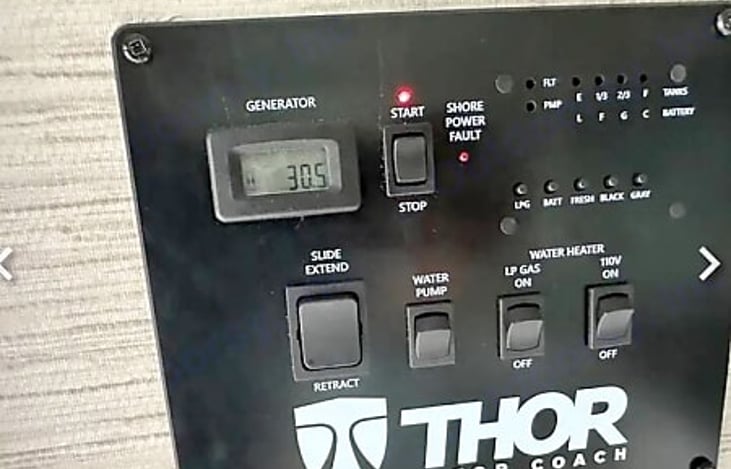 GENERATOR
30.5
START
STOP
SHORE
POWER
FAULT
FLT
PMP
E 1/3 2/3 F TANKS
L F G C BATTERY
LPG BATT FRESH BLACK GRAY
SLIDE
EXTEND
RETRACT
WATER
PUMP
WATER HEATER
LP GAS
ON
OFF
110V
ON
OFF
THOR
COACH